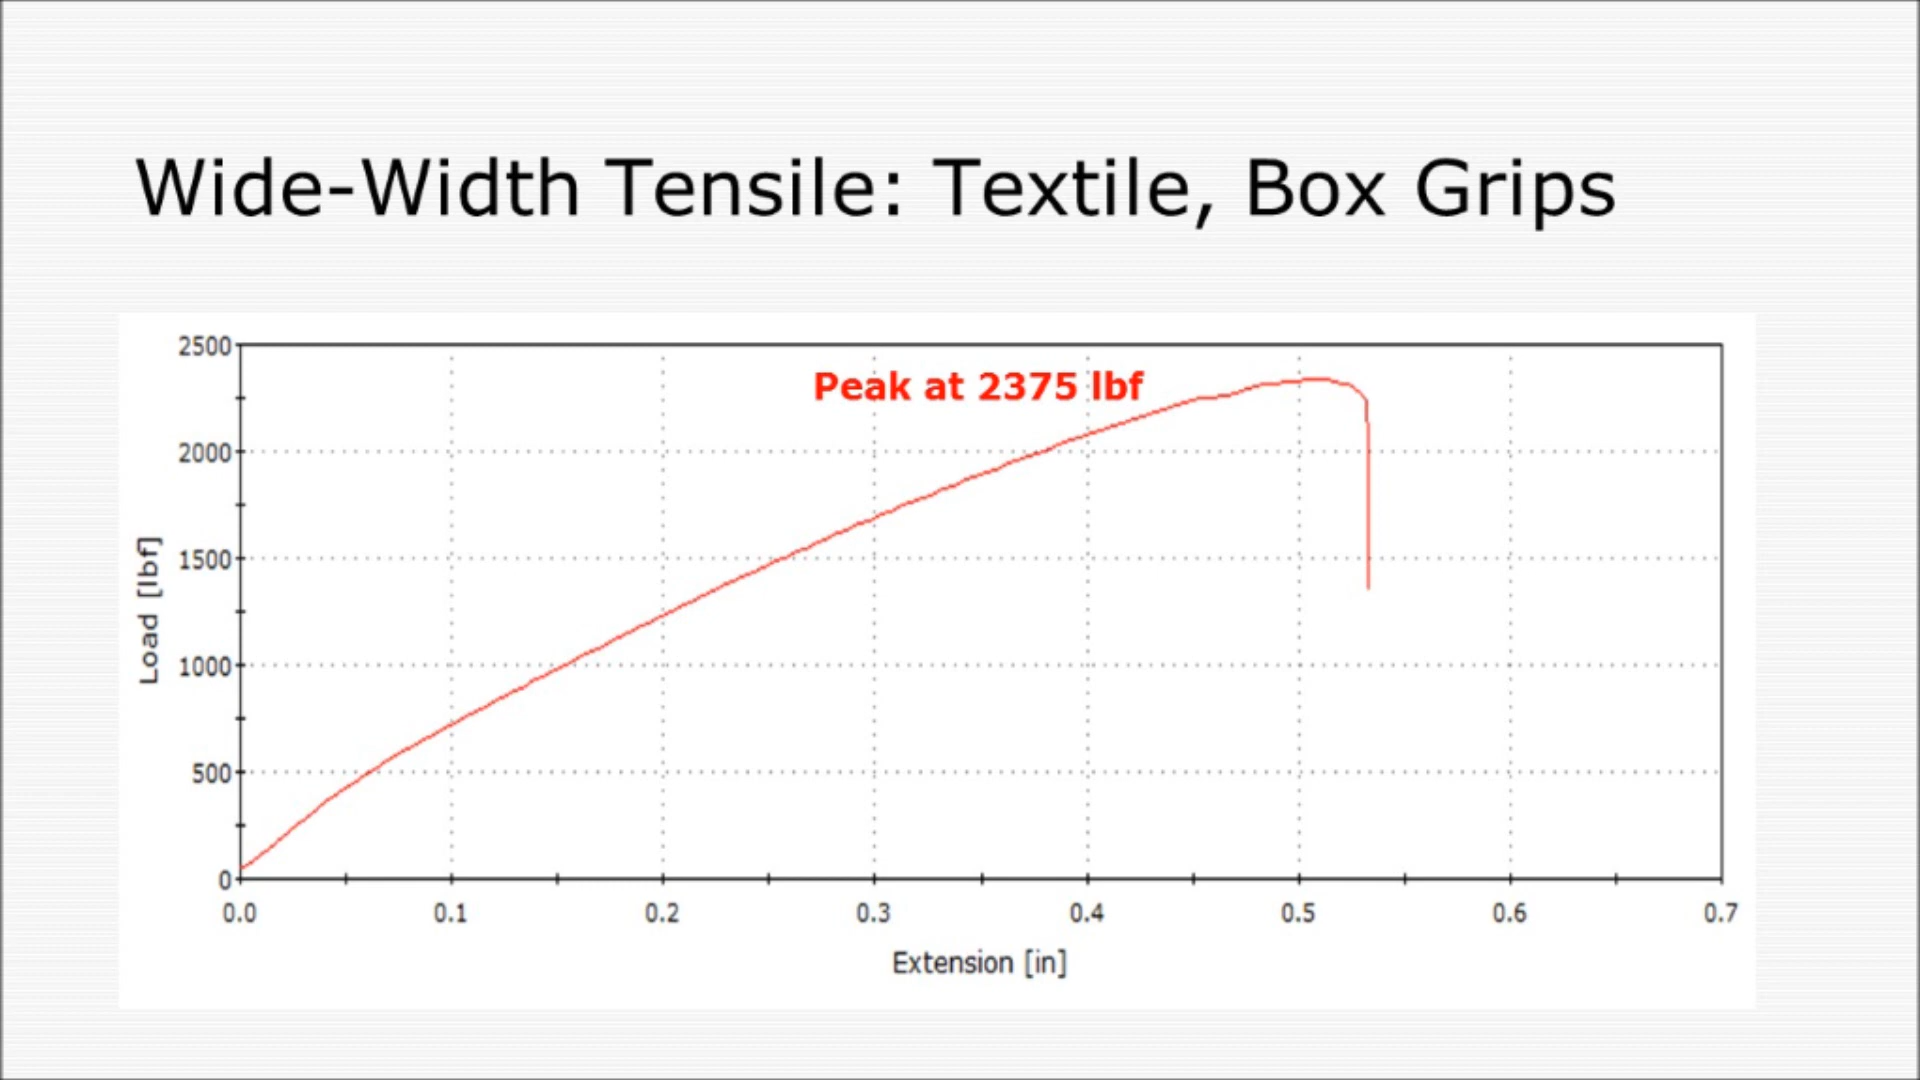 Wide-Width Tensile: Textile, Box Grips
Peak at 2375 lbf
2500
2000
1500
1000
500
0
Load [lbf]
0.0 0.1 0.2 0.3 0.4 0.5 0.6 0.7
Extension [in]